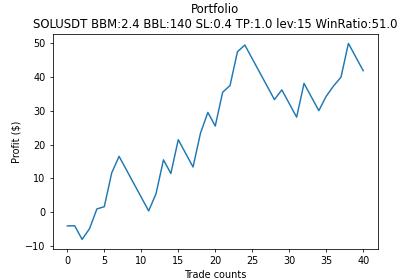 Portfolio
SOLUSDT BBM:2.4 BBL:140 SL:0.4 TP:1.0 lev:15 WinRatio:51.0
50
40
30
20
10
0
−10
Profit ($)
0 5 10 15 20 25 30 35 40
Trade counts